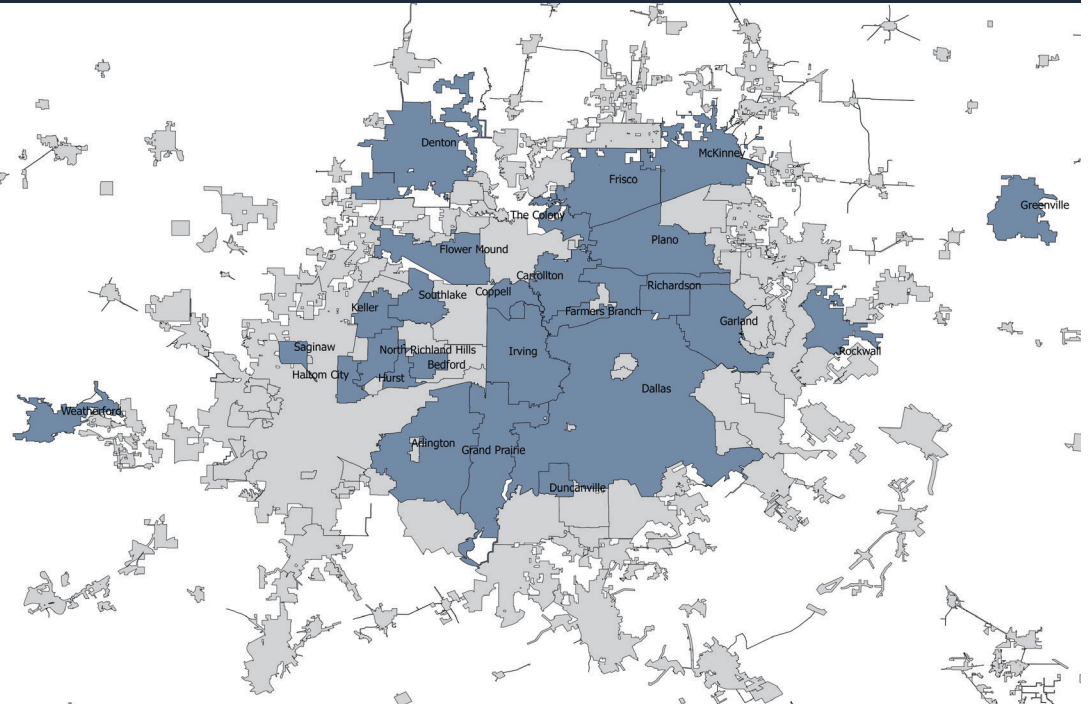 Denton
McKinney
Frisco
Greenville
The Colony
Plano
Flower Mound
Carrollton
Richardson
Coppell
Southlake
Keller
Farmers Branch
Garland
Saginaw
North Richland Hills
Irving
Rockwall
Bedford
Haltom City
Hurst
Dallas
Weatherford
Arlington
Grand Prairie
Duncanville